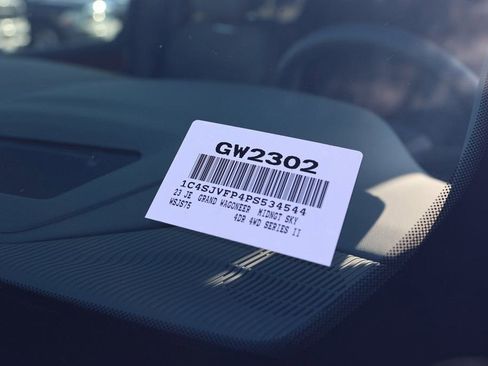 GW2302
1C4SJVFP4PS534544
23 JE GRAND WAGONEER MIDNGT SKY
WSJS75 4DR 4WD SERIES II